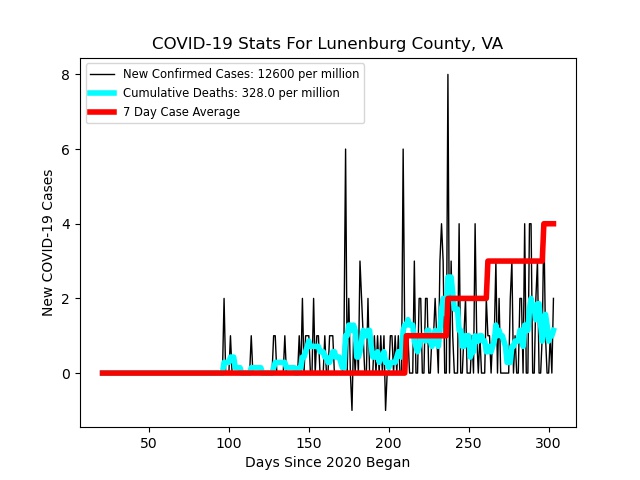 COVID-19 Stats For Lunenburg County, VA
New Confirmed Cases: 12600 per million
Cumulative Deaths: 328.0 per million
7 Day Case Average
New COVID-19 Cases
8
6
4
2
0
50 100 150 200 250 300
Days Since 2020 Began